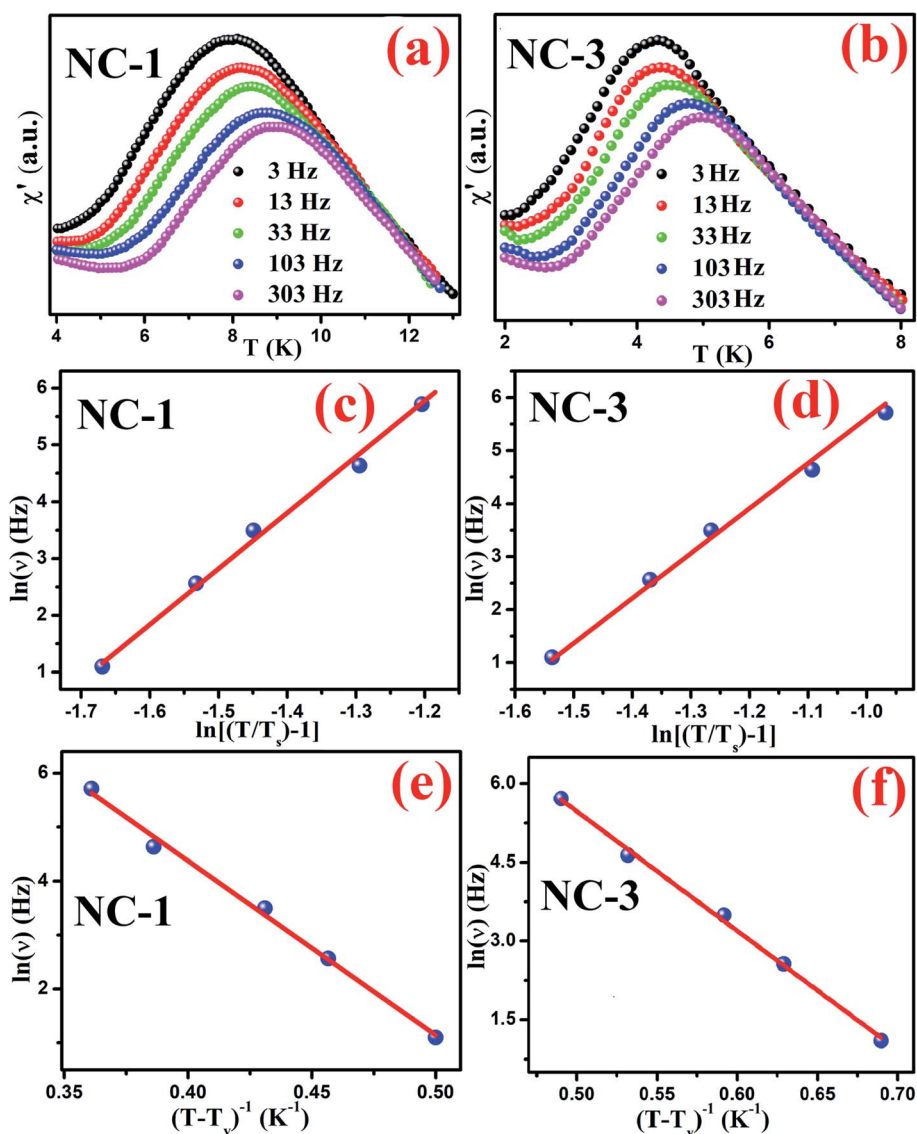 NC-1
(a)
χ' (a.u.)
3 Hz
13 Hz
33 Hz
103 Hz
303 Hz
4 6 8 10 12
T (K)
NC-3
(b)
χ' (a.u.)
3 Hz
13 Hz
33 Hz
103 Hz
303 Hz
2 4 6 8
T (K)
NC-1
(c)
ln(ν) (Hz)
6
5
4
3
2
1
-1.7 -1.6 -1.5 -1.4 -1.3 -1.2
ln[(T/Ts)-1]
NC-3
(d)
ln(ν) (Hz)
6
5
4
3
2
1
-1.6 -1.5 -1.4 -1.3 -1.2 -1.1 -1.0
ln[(T/Ts)-1]
(e)
NC-1
ln(ν) (Hz)
6
4
2
0.35 0.40 0.45 0.50
(T-Tv)-1 (K-1)
(f)
NC-3
ln(ν) (Hz)
6.0
4.5
3.0
1.5
0.50 0.55 0.60 0.65 0.70
(T-Tv)-1 (K-1)